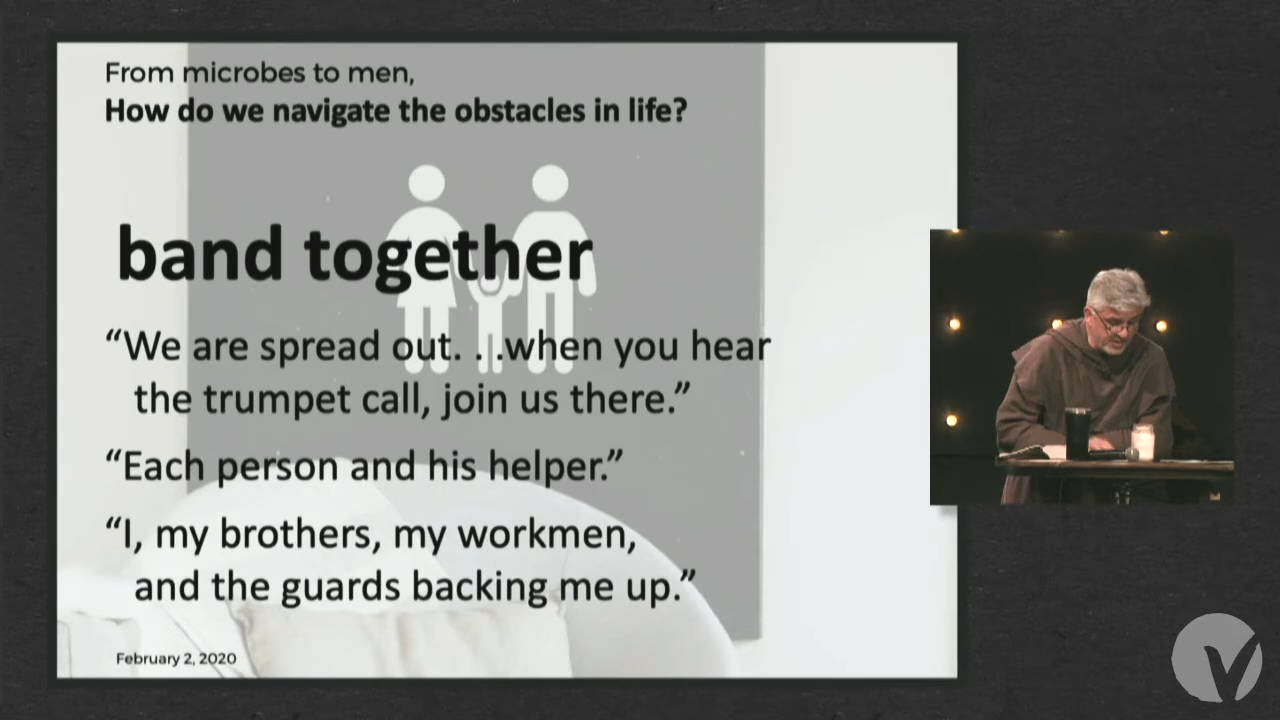 From microbes to men,
How do we navigate the obstacles in life?
band together
“We are spread out. . .when you hear
the trumpet call, join us there.”
“Each person and his helper.”
“I, my brothers, my workmen,
and the guards backing me up.”
February 2, 2020